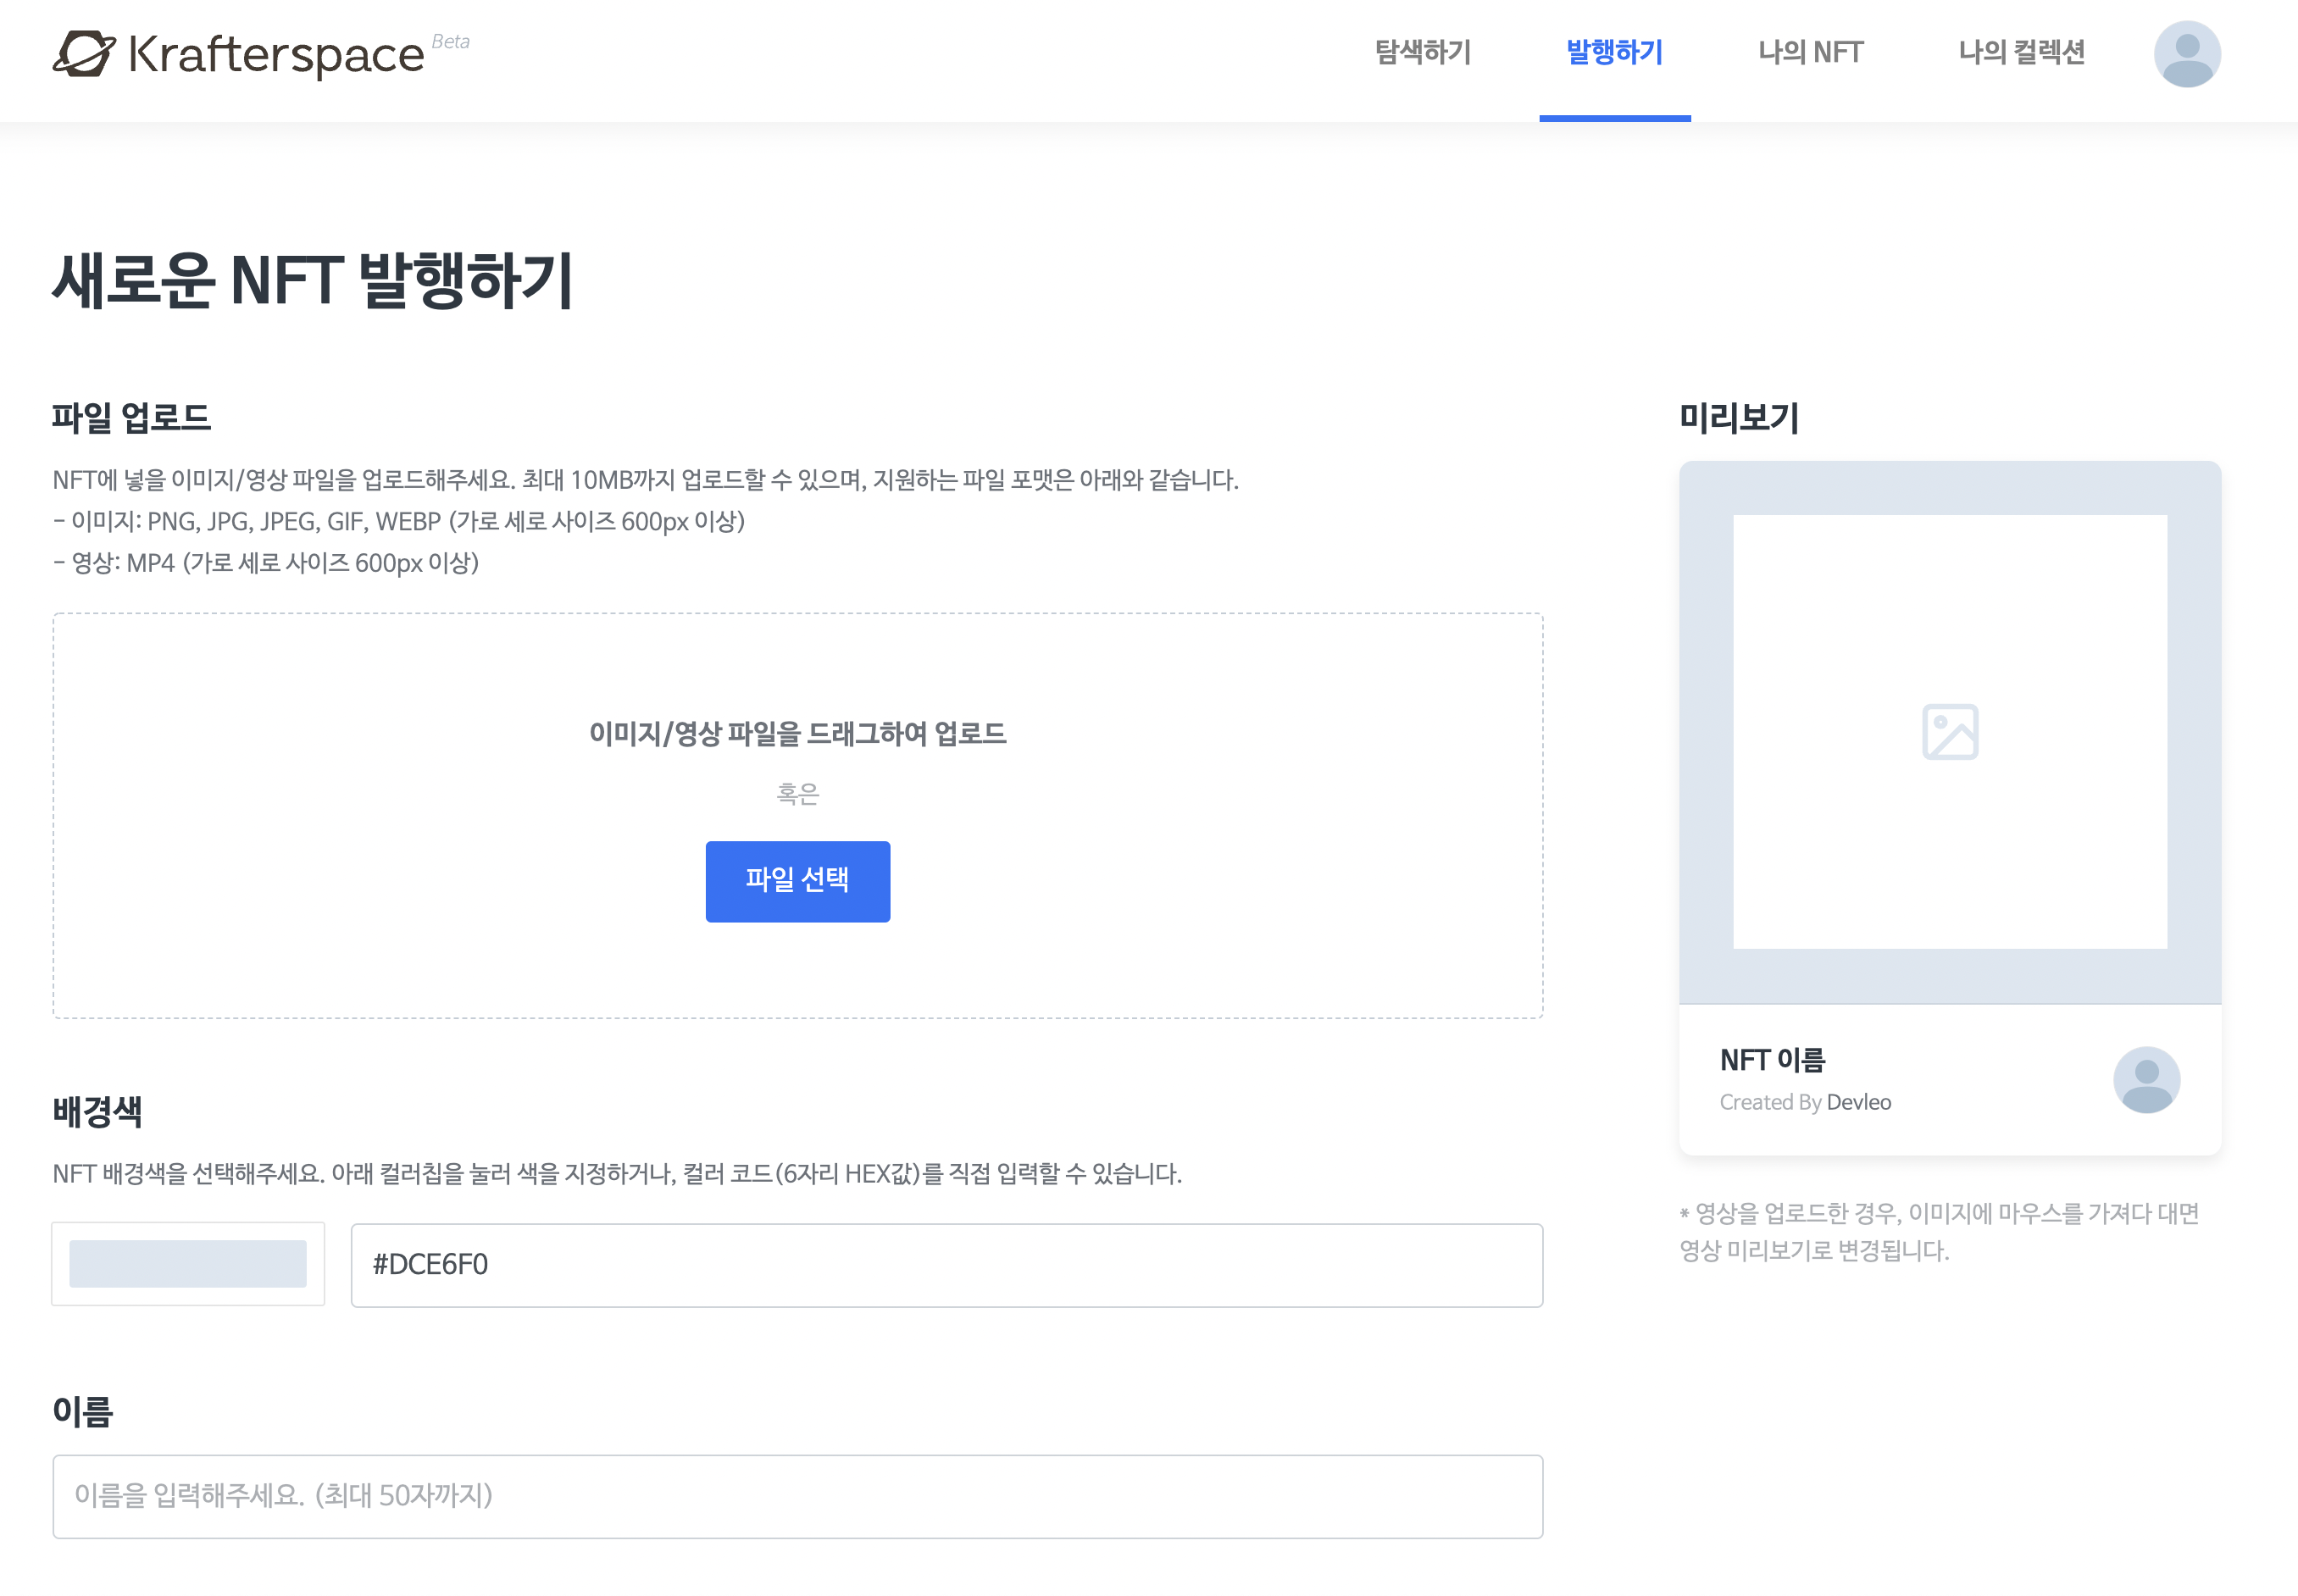 Krafterspace Beta
탐색하기 발행하기 나의 NFT 나의 컬렉션
새로운 NFT 발행하기
파일 업로드
NFT에 넣을 이미지/영상 파일을 업로드해주세요. 최대 10MB까지 업로드할 수 있으며, 지원하는 파일 포맷은 아래와 같습니다.
- 이미지: PNG, JPG, JPEG, GIF, WEBP (가로 세로 사이즈 600px 이상)
- 영상: MP4 (가로 세로 사이즈 600px 이상)
이미지/영상 파일을 드래그하여 업로드
혹은
파일 선택
배경색
NFT 배경색을 선택해주세요. 아래 컬러칩을 눌러 색을 지정하거나, 컬러 코드(6자리 HEX값)를 직접 입력할 수 있습니다.
#DCE6F0
이름
이름을 입력해주세요. (최대 50자까지)
미리보기
NFT 이름
Created By Devleo
* 영상을 업로드한 경우, 이미지에 마우스를 가져다 대면
영상 미리보기로 변경됩니다.